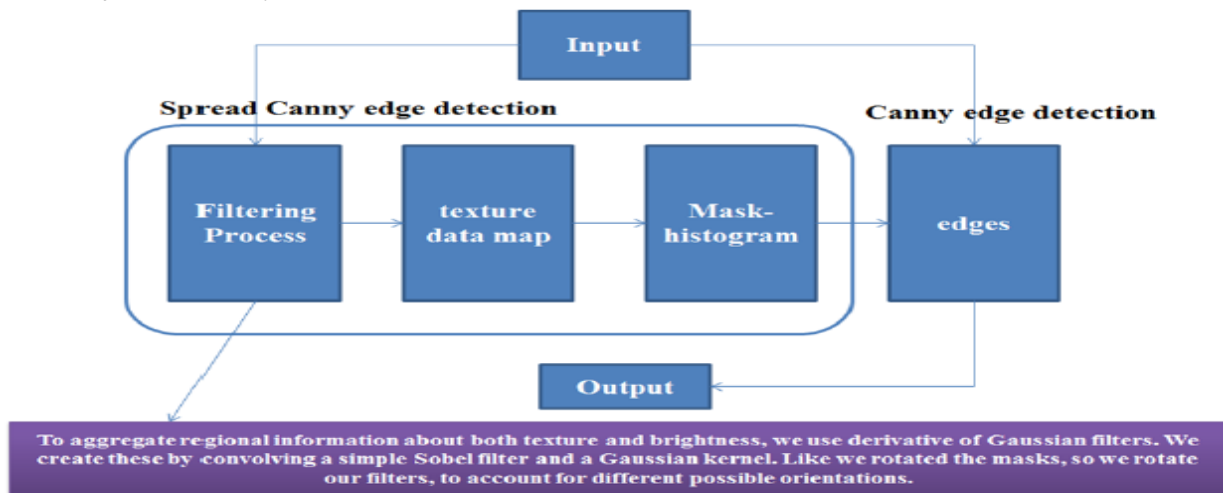 Input
Spread Canny edge detection
Canny edge detection
Filtering
Process
texture
data map
Mask-
histogram
edges
Output
To aggregate regional information about both texture and brightness, we use derivative of Gaussian filters. We
create these by convolving a simple Sobel filter and a Gaussian kernel. Like we rotated the masks, so we rotate
our filters, to account for different possible orientations.